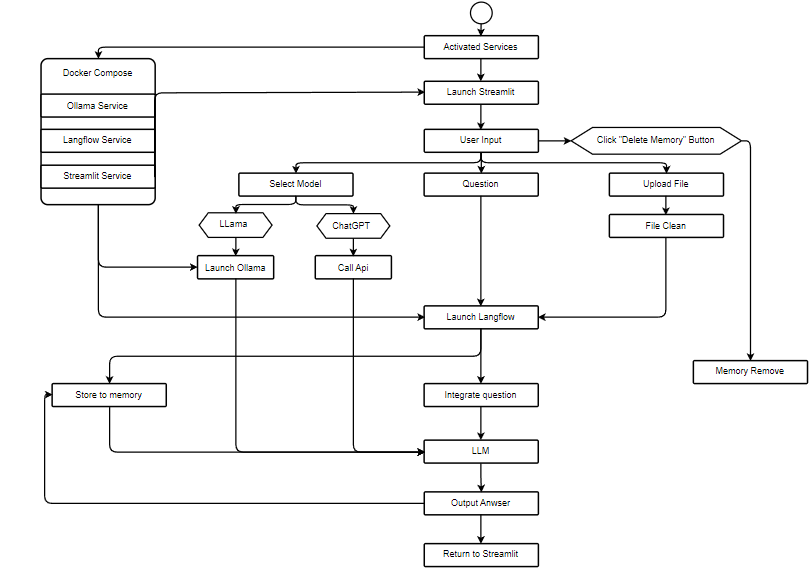 Activated Services
Docker Compose
Launch Streamlit
Ollama Service
User Input
Click "Delete Memory" Button
Langflow Service
Streamlit Service
Select Model
Question
Upload File
LLama
ChatGPT
File Clean
Launch Ollama
Call Api
Launch Langflow
Memory Remove
Store to memory
Integrate question
LLM
Output Anwser
Return to Streamlit